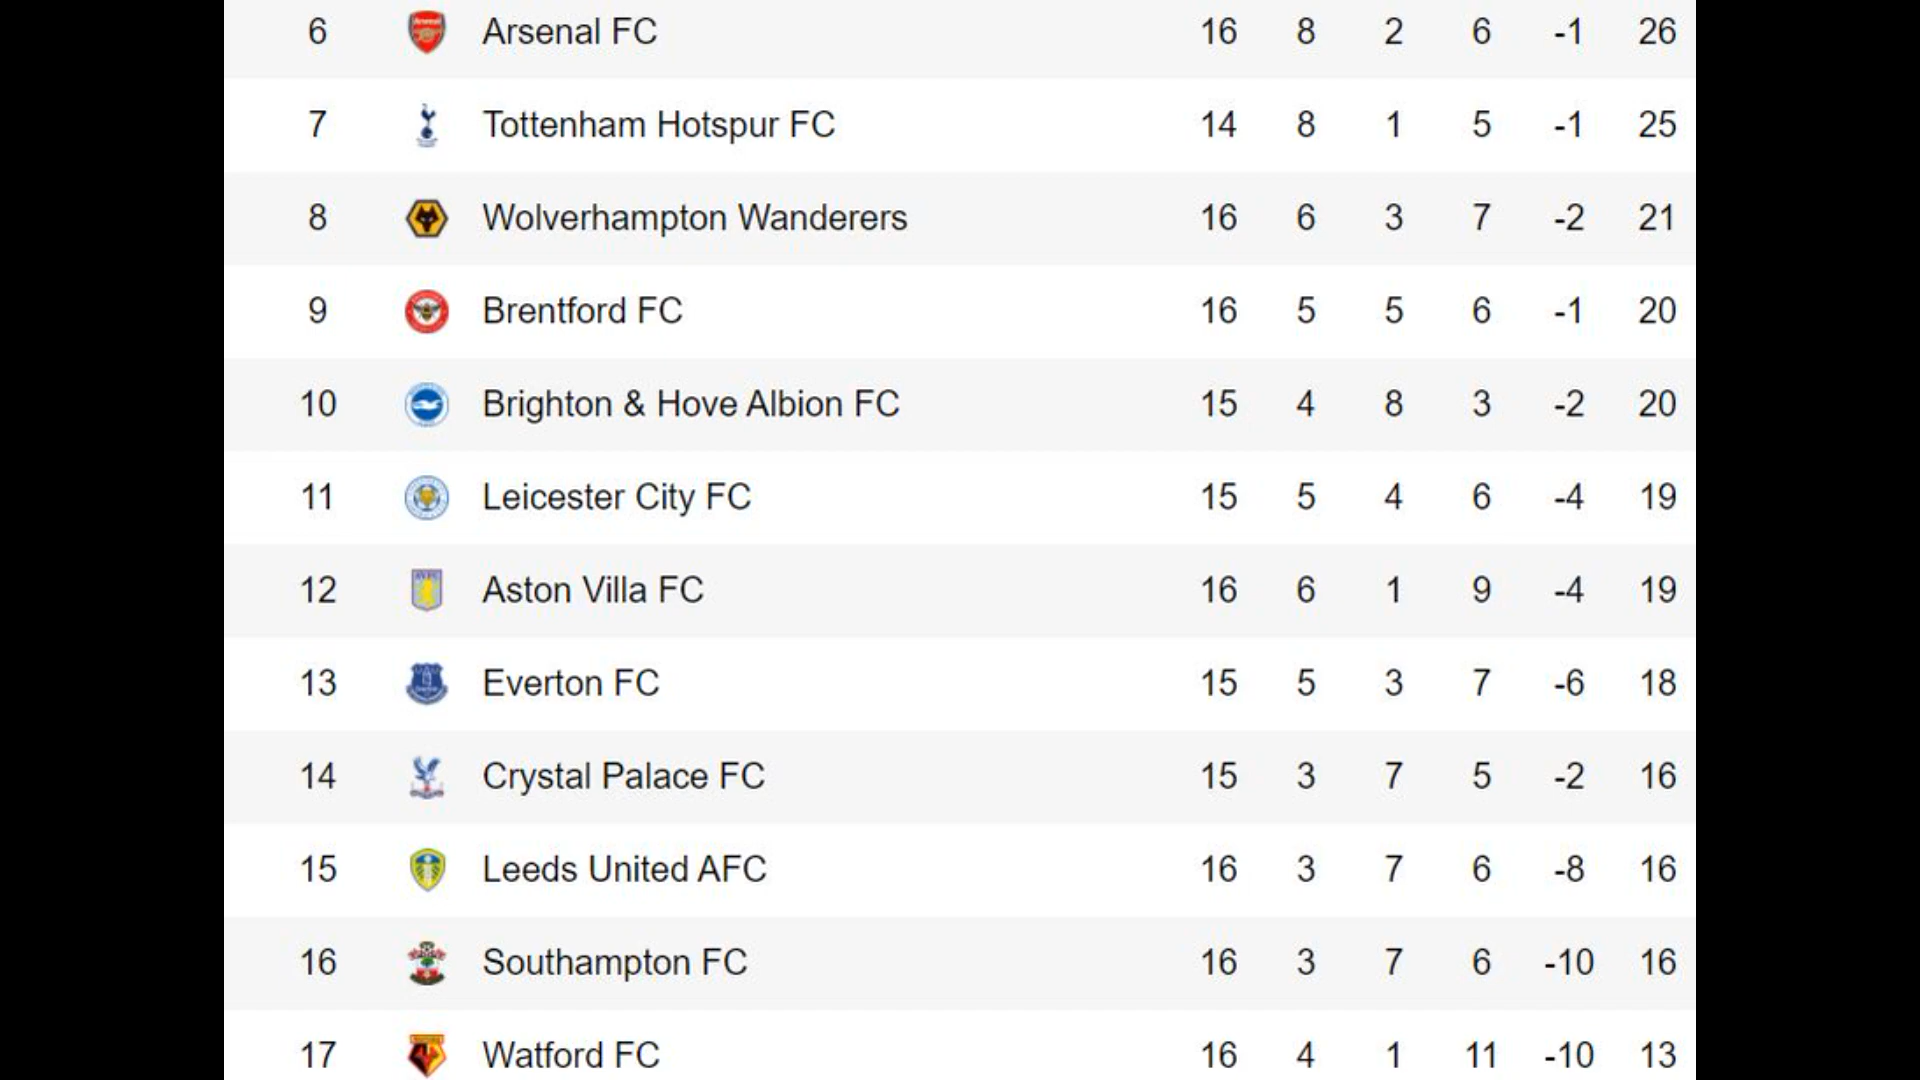 6 Arsenal FC 16 8 2 6 -1 26
7 Tottenham Hotspur FC 14 8 1 5 -1 25
8 Wolverhampton Wanderers 16 6 3 7 -2 21
9 Brentford FC 16 5 5 6 -1 20
10 Brighton & Hove Albion FC 15 4 8 3 -2 20
11 Leicester City FC 15 5 4 6 -4 19
12 Aston Villa FC 16 6 1 9 -4 19
13 Everton FC 15 5 3 7 -6 18
14 Crystal Palace FC 15 3 7 5 -2 16
15 Leeds United AFC 16 3 7 6 -8 16
16 Southampton FC 16 3 7 6 -10 16
17 Watford FC 16 4 1 11 -10 13